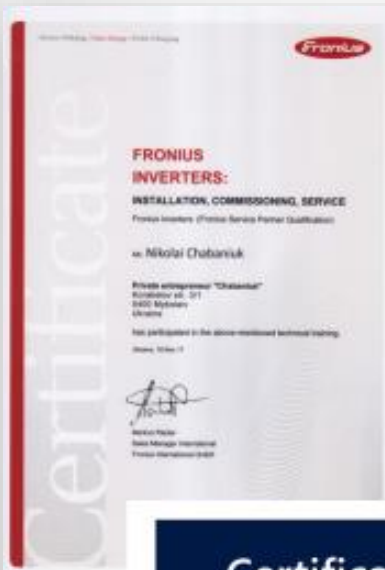 Fronius
Certificate
FRONIUS
INVERTERS:
INSTALLATION, COMMISSIONING, SERVICE
Fronius Inverters (Fronius Service Partner Qualification)
Nikolai Chabaniuk
Private entrepreneur "Chabaniuk"
Ukraine
has participated in the above-mentioned technical training.
Sales Manager International
Fronius International GmbH